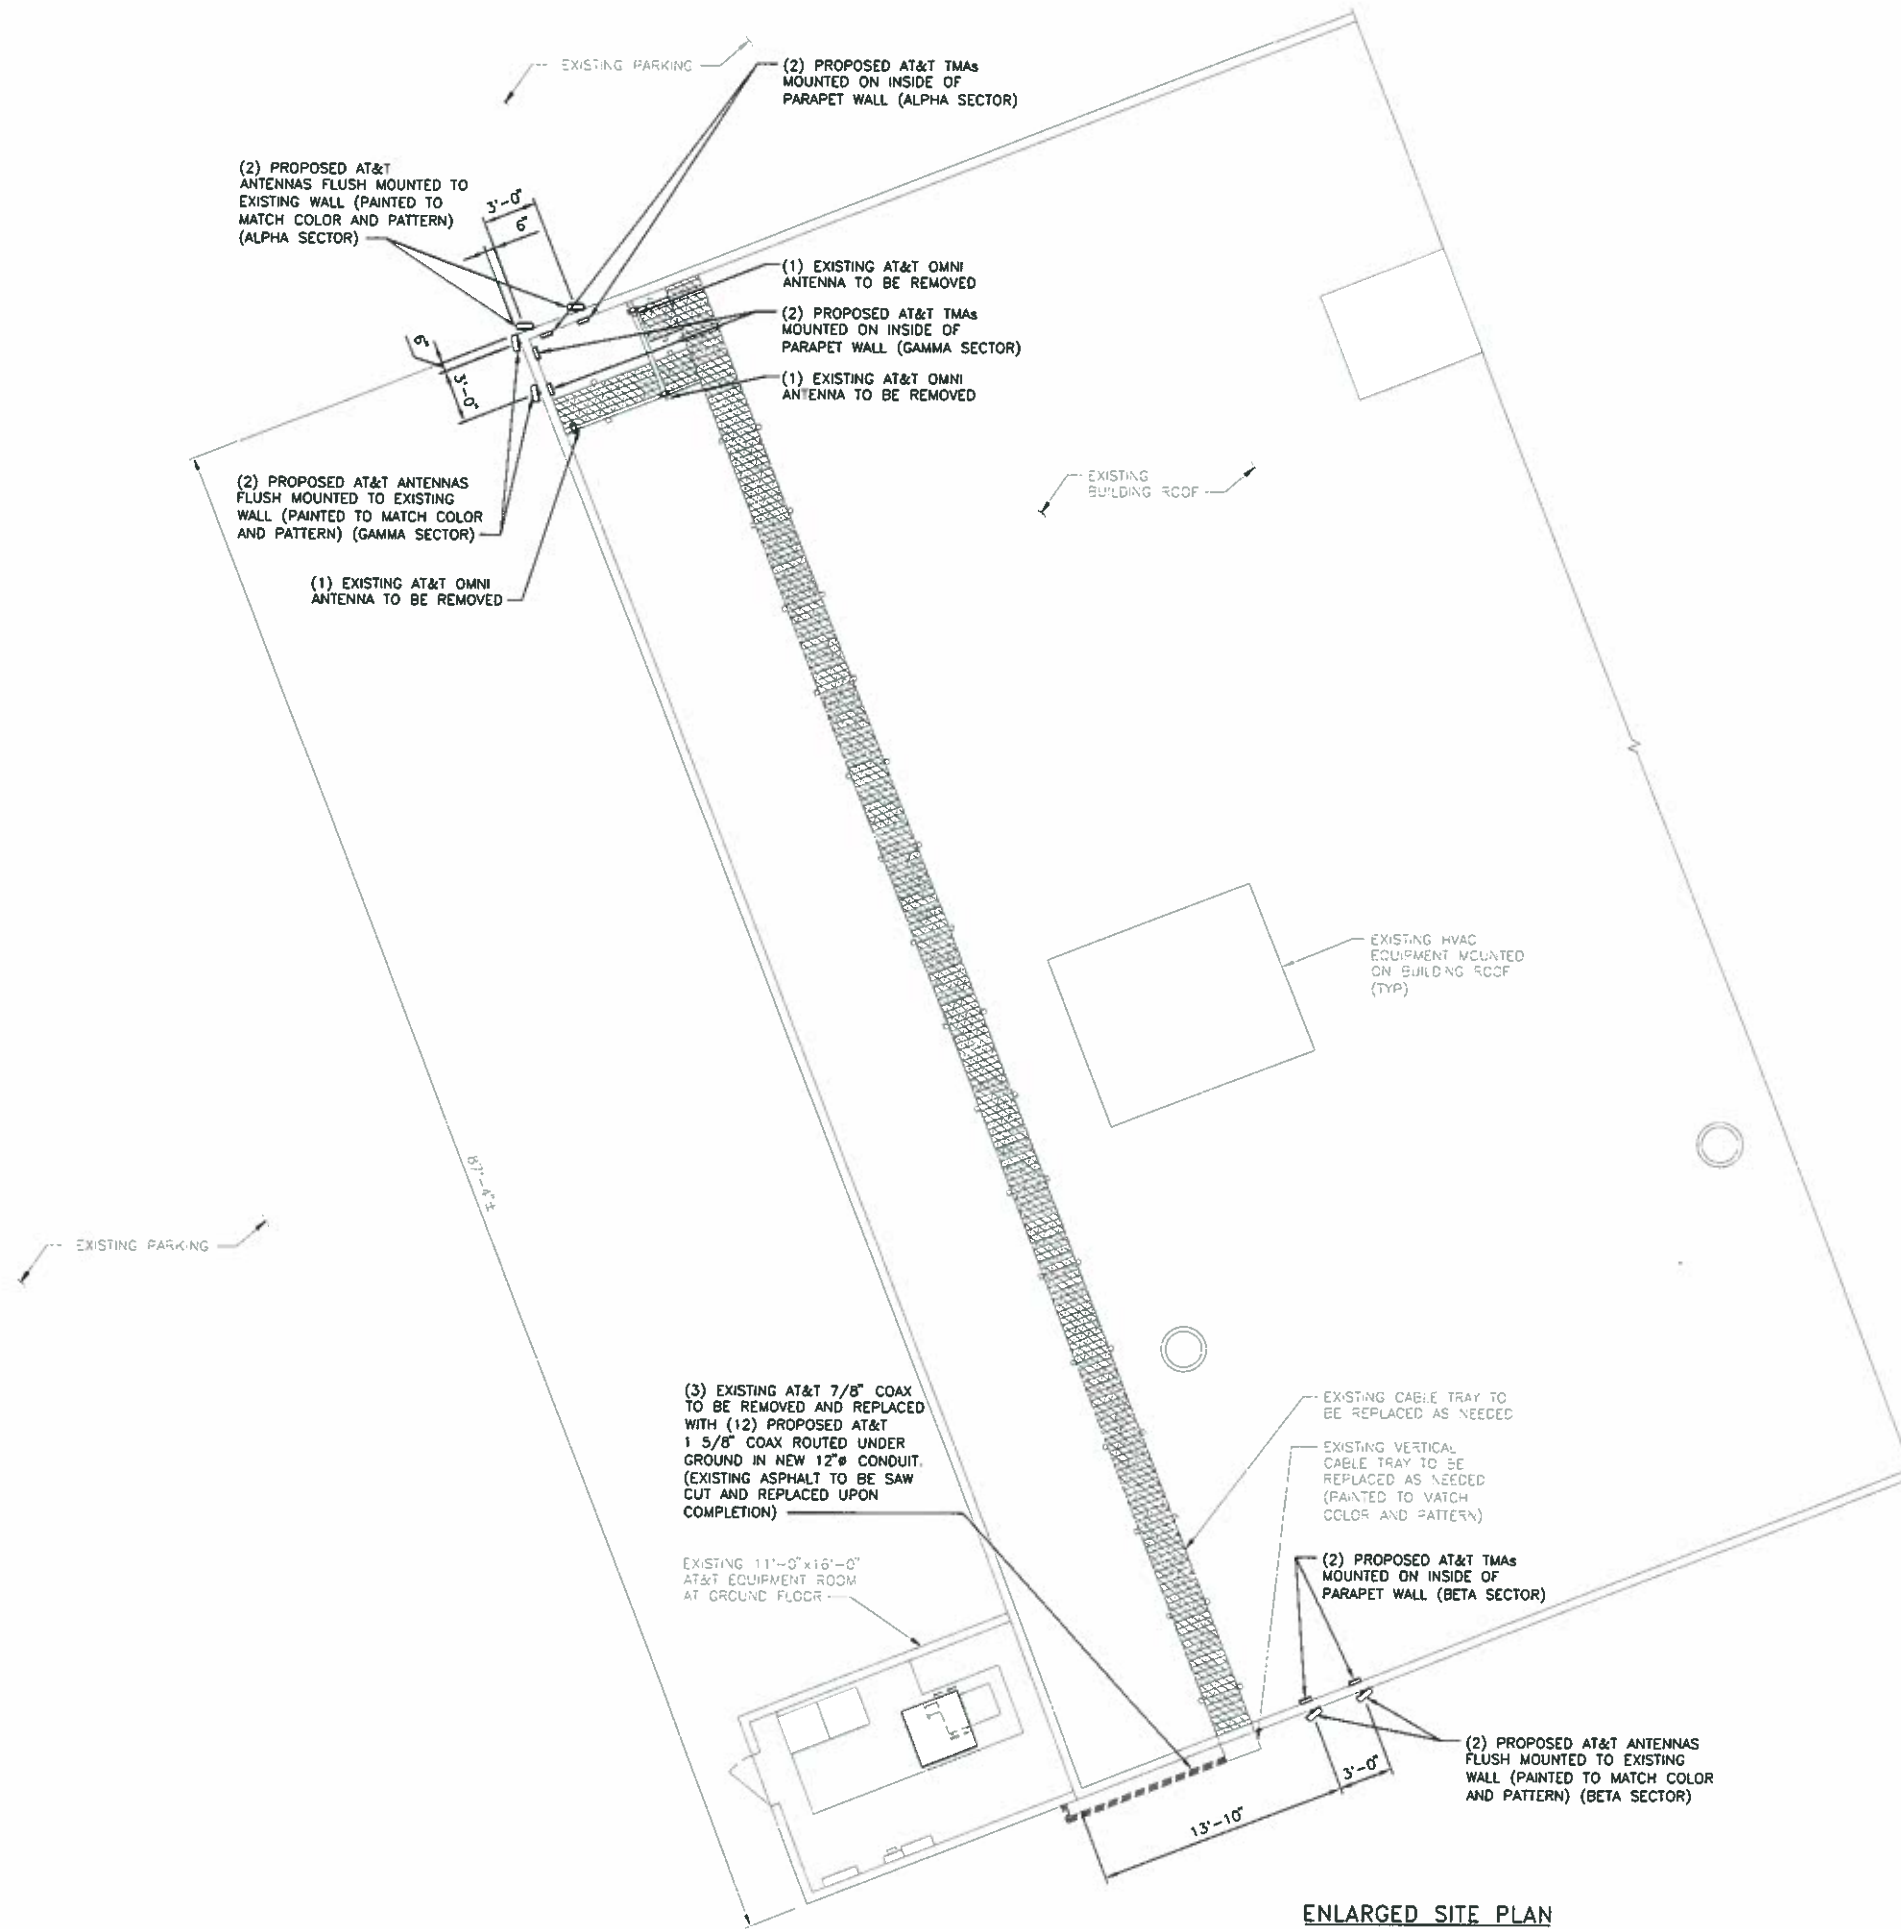 EXISTING PARKING
(2) PROPOSED AT&T TMAs
MOUNTED ON INSIDE OF
PARAPET WALL (ALPHA SECTOR)
(2) PROPOSED AT&T
ANTENNAS FLUSH MOUNTED TO
EXISTING WALL (PAINTED TO
MATCH COLOR AND PATTERN)
(ALPHA SECTOR)
3'-0"
6"
(1) EXISTING AT&T OMNI
ANTENNA TO BE REMOVED
(2) PROPOSED AT&T TMAs
MOUNTED ON INSIDE OF
PARAPET WALL (GAMMA SECTOR)
(1) EXISTING AT&T OMNI
ANTENNA TO BE REMOVED
6"
3'-0"
(2) PROPOSED AT&T ANTENNAS
FLUSH MOUNTED TO EXISTING
WALL (PAINTED TO MATCH COLOR
AND PATTERN) (GAMMA SECTOR)
(1) EXISTING AT&T OMNI
ANTENNA TO BE REMOVED
EXISTING
BUILDING ROOF
EXISTING HVAC
EQUIPMENT MOUNTED
ON BUILDING ROOF
(TYP)
87'-4"±
EXISTING PARKING
(3) EXISTING AT&T 7/8" COAX
TO BE REMOVED AND REPLACED
WITH (12) PROPOSED AT&T
1 5/8" COAX ROUTED UNDER
GROUND IN NEW 12"ø CONDUIT.
(EXISTING ASPHALT TO BE SAW
CUT AND REPLACED UPON
COMPLETION)
EXISTING 11'-0"x16'-0"
AT&T EQUIPMENT ROOM
AT GROUND FLOOR
EXISTING CABLE TRAY TO
BE REPLACED AS NEEDED
EXISTING VERTICAL
CABLE TRAY TO BE
REPLACED AS NEEDED
(PAINTED TO MATCH
COLOR AND PATTERN)
(2) PROPOSED AT&T TMAs
MOUNTED ON INSIDE OF
PARAPET WALL (BETA SECTOR)
(2) PROPOSED AT&T ANTENNAS
FLUSH MOUNTED TO EXISTING
WALL (PAINTED TO MATCH COLOR
AND PATTERN) (BETA SECTOR)
3'-0"
13'-10"
ENLARGED SITE PLAN